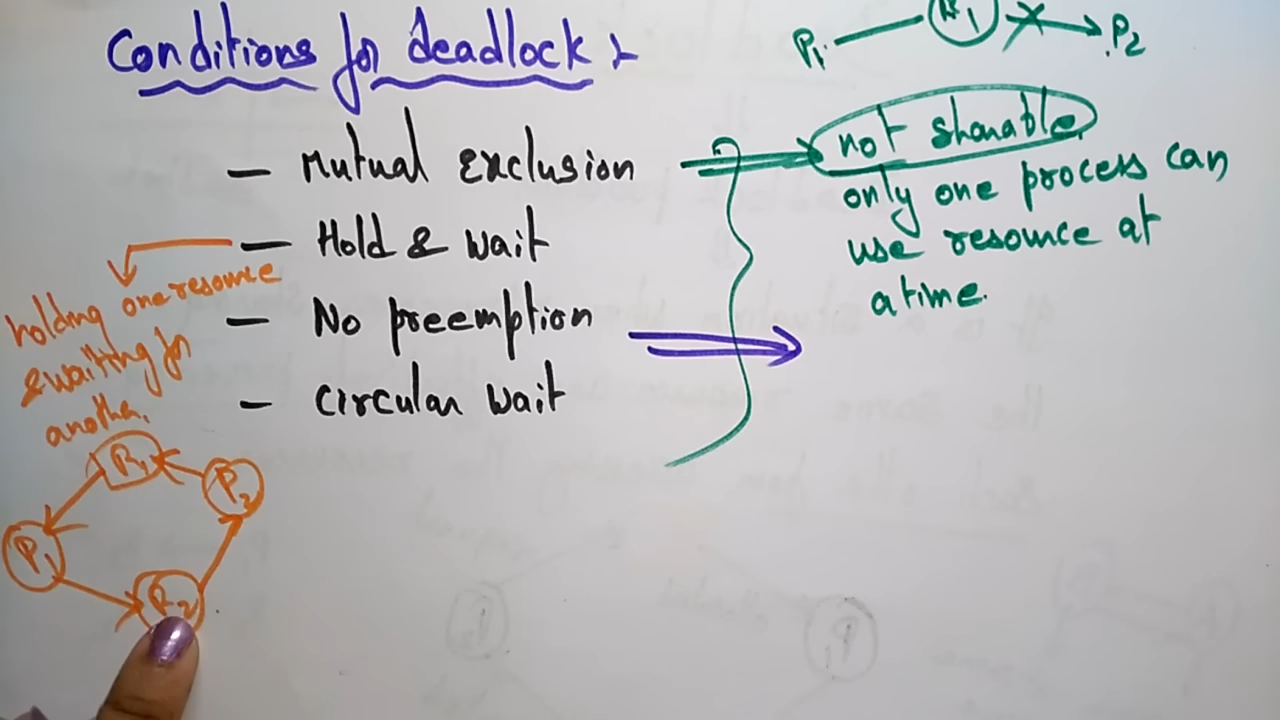 Conditions for deadlock :-
P1 R1 P2
- Mutual exclusion
not sharable.
only one process can
use resource at
a time.
- Hold & wait
holding one resource
& waiting for
another.
- No preemption
- circular wait
R1
P2
P1
R2